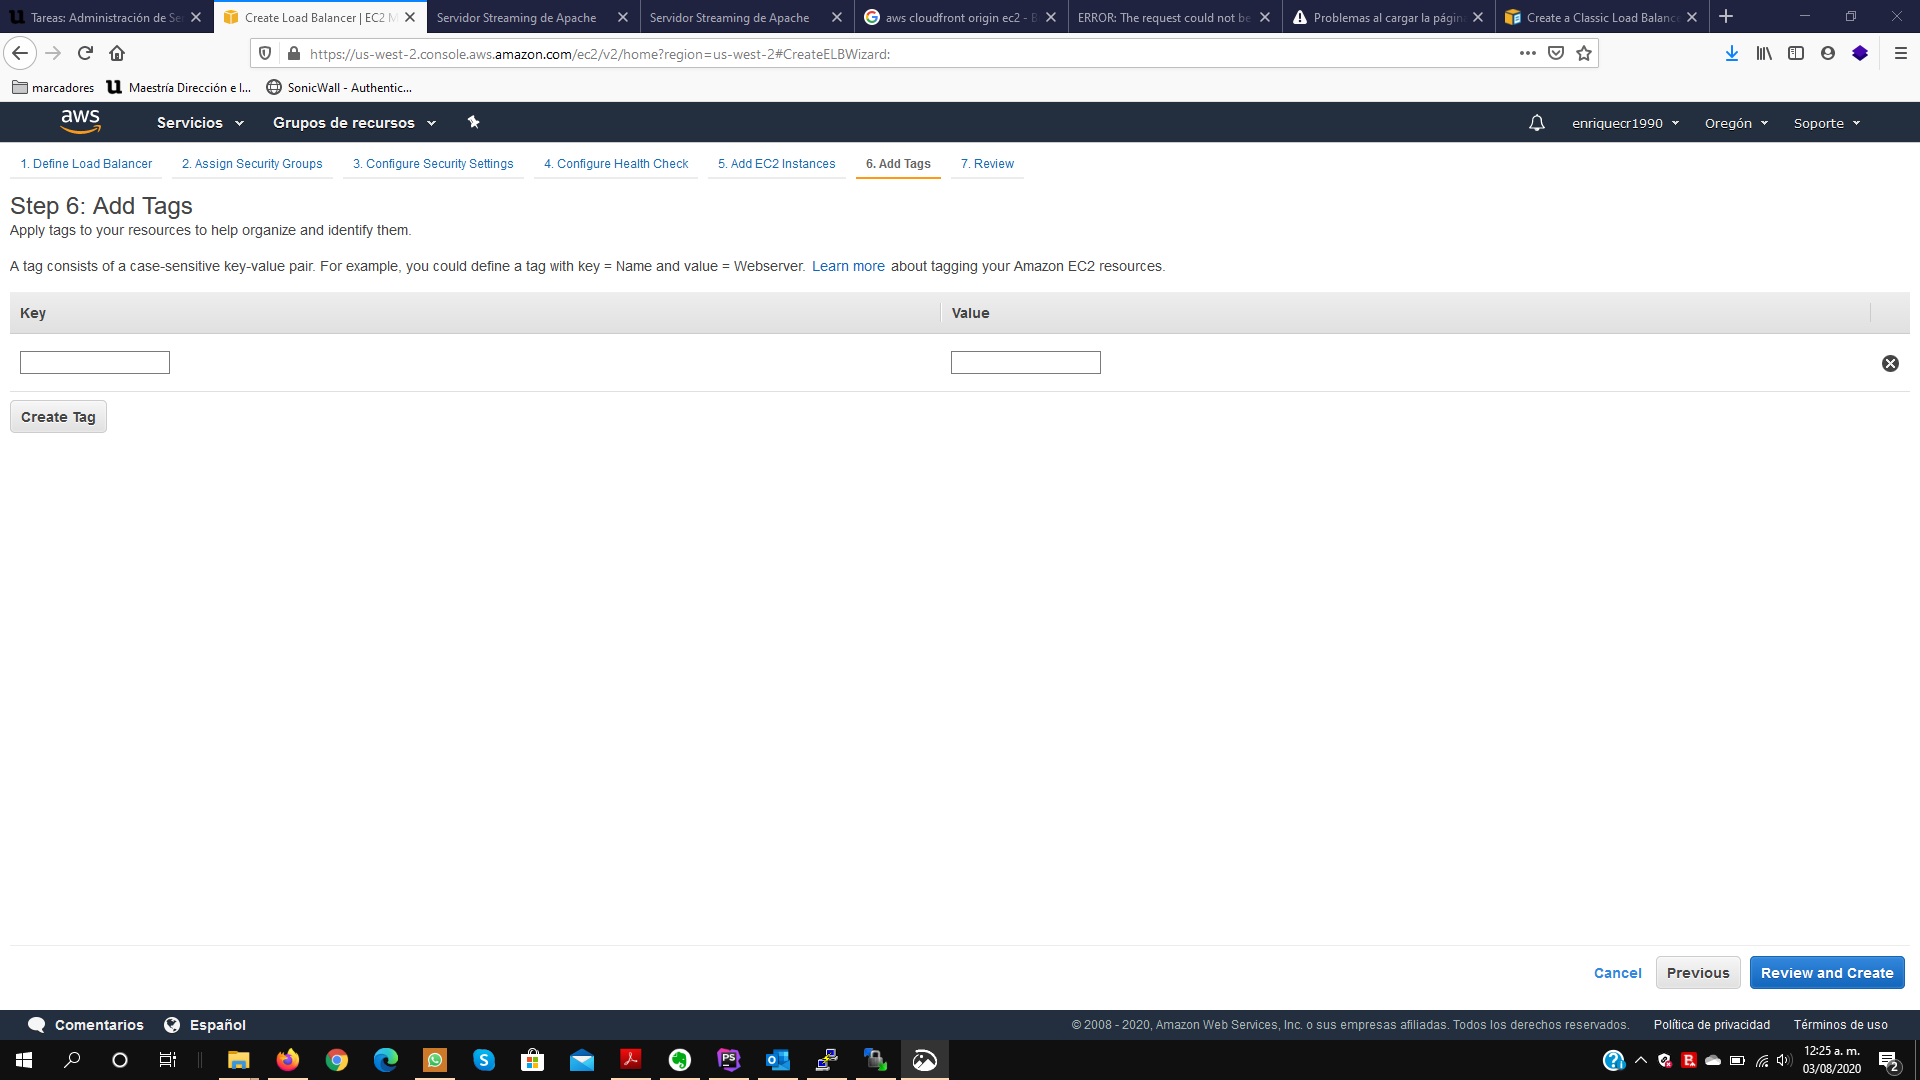 Tareas: Administración de Se
Create Load Balancer | EC2 M
Servidor Streaming de Apache
Servidor Streaming de Apache
aws cloudfront origin ec2 - B
ERROR: The request could not be
Problemas al cargar la págin
Create a Classic Load Balance
https://us-west-2.console.aws.amazon.com/ec2/v2/home?region=us-west-2#CreateELBWizard:
marcadores
Maestría Dirección e I...
SonicWall - Authentic...
aws
Servicios
Grupos de recursos
enriquecr1990
Oregón
Soporte
1. Define Load Balancer
2. Assign Security Groups
3. Configure Security Settings
4. Configure Health Check
5. Add EC2 Instances
6. Add Tags
7. Review
Step 6: Add Tags
Apply tags to your resources to help organize and identify them.
A tag consists of a case-sensitive key-value pair. For example, you could define a tag with key = Name and value = Webserver. Learn more about tagging your Amazon EC2 resources.
Key
Value
Create Tag
Cancel
Previous
Review and Create
Comentarios
Español
© 2008 - 2020, Amazon Web Services, Inc. o sus empresas afiliadas. Todos los derechos reservados.
Política de privacidad
Términos de uso
12:25 a. m.
03/08/2020
2